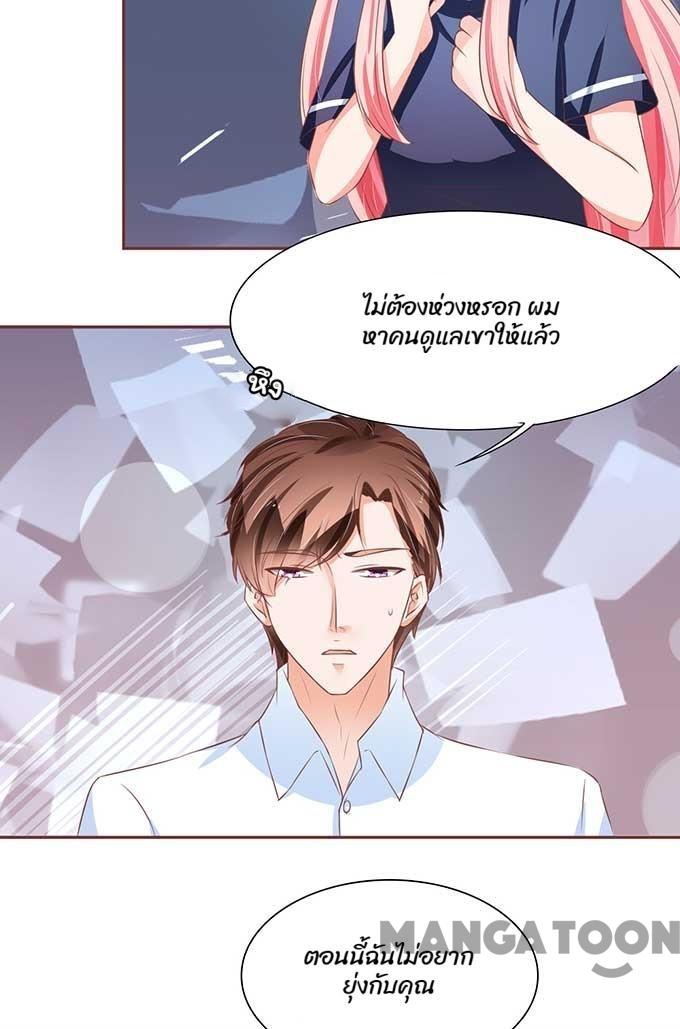 ไม่ต้องห่วงหรอก ผม
หาคนดูแลเขาให้แล้ว
หึง
ตอนนี้ฉันไม่อยาก
ยุ่งกับคุณ
MANGATOON